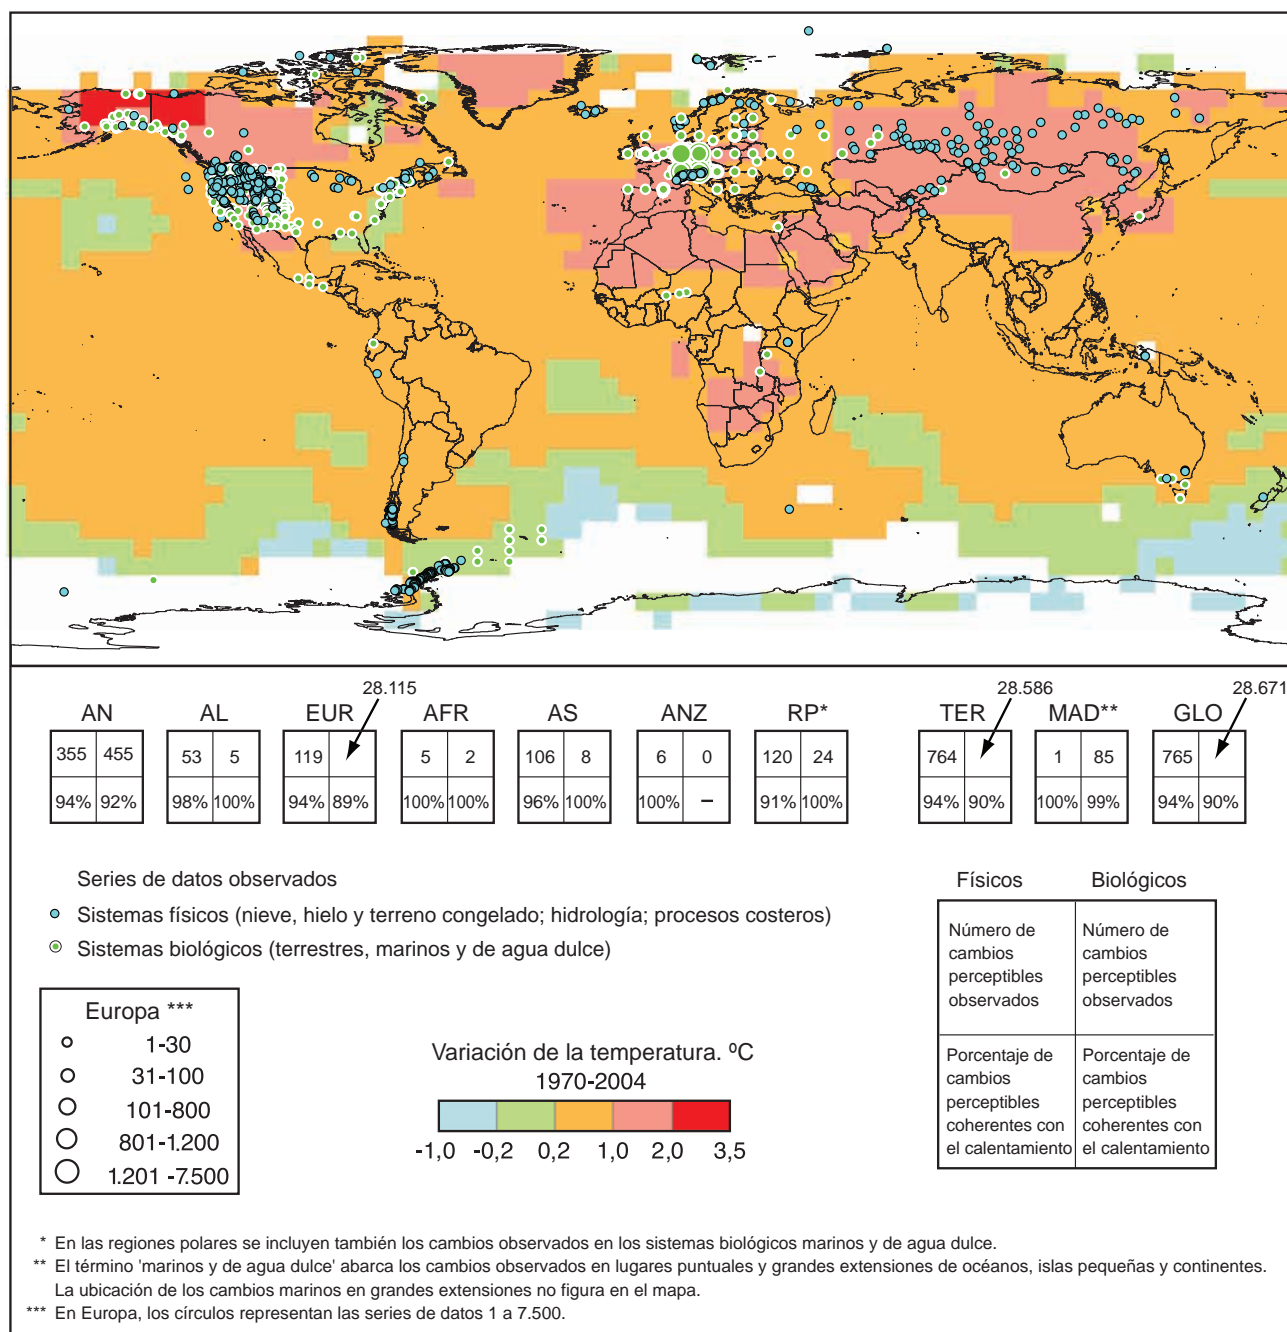 28.115
28.586
28.671
AN AL EUR AFR AS ANZ RP* TER MAD** GLO
355 455 53 5 119 5 2 106 8 6 0 120 24 764 1 85 765
94% 92% 98% 100% 94% 89% 100% 100% 96% 100% 100% – 91% 100% 94% 90% 100% 99% 94% 90%
Series de datos observados
Sistemas físicos (nieve, hielo y terreno congelado; hidrología; procesos costeros)
Sistemas biológicos (terrestres, marinos y de agua dulce)
Físicos Biológicos
Número de
cambios
perceptibles
observados
Número de
cambios
perceptibles
observados
Porcentaje de
cambios
perceptibles
coherentes con
el calentamiento
Porcentaje de
cambios
perceptibles
coherentes con
el calentamiento
Europa ***
1-30
31-100
101-800
801-1.200
1.201 -7.500
Variación de la temperatura. ºC
1970-2004
-1,0 -0,2 0,2 1,0 2,0 3,5
* En las regiones polares se incluyen también los cambios observados en los sistemas biológicos marinos y de agua dulce.
** El término 'marinos y de agua dulce' abarca los cambios observados en lugares puntuales y grandes extensiones de océanos, islas pequeñas y continentes.
La ubicación de los cambios marinos en grandes extensiones no figura en el mapa.
*** En Europa, los círculos representan las series de datos 1 a 7.500.